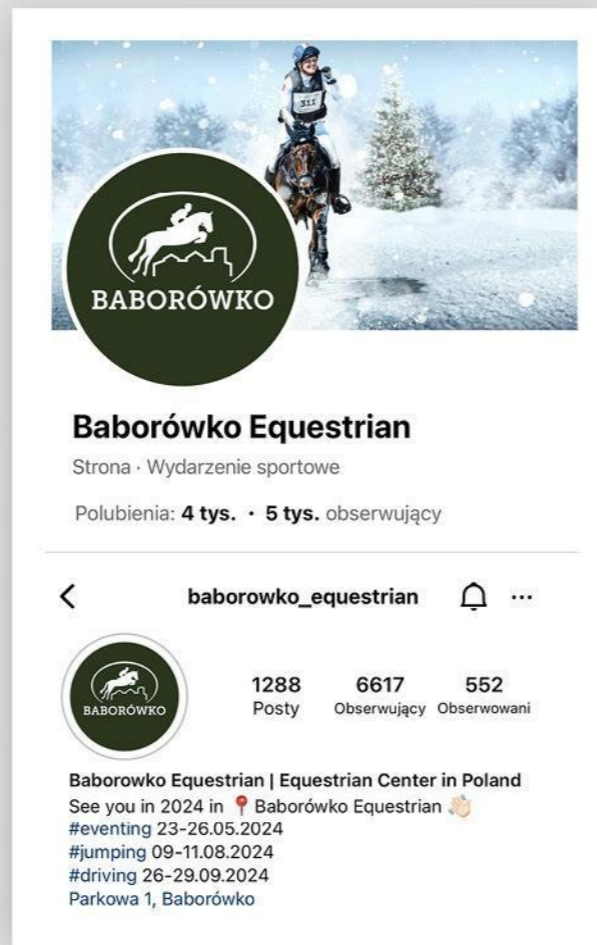 311
BABORÓWKO
Baborówko Equestrian
Strona · Wydarzenie sportowe
Polubienia: 4 tys. · 5 tys. obserwujący
baborowko_equestrian
BABORÓWKO
1288 6617 552
Posty Obserwujący Obserwowani
Baborowko Equestrian | Equestrian Center in Poland
See you in 2024 in 📍 Baborówko Equestrian 👏🏻
#eventing 23-26.05.2024
#jumping 09-11.08.2024
#driving 26-29.09.2024
Parkowa 1, Baborówko